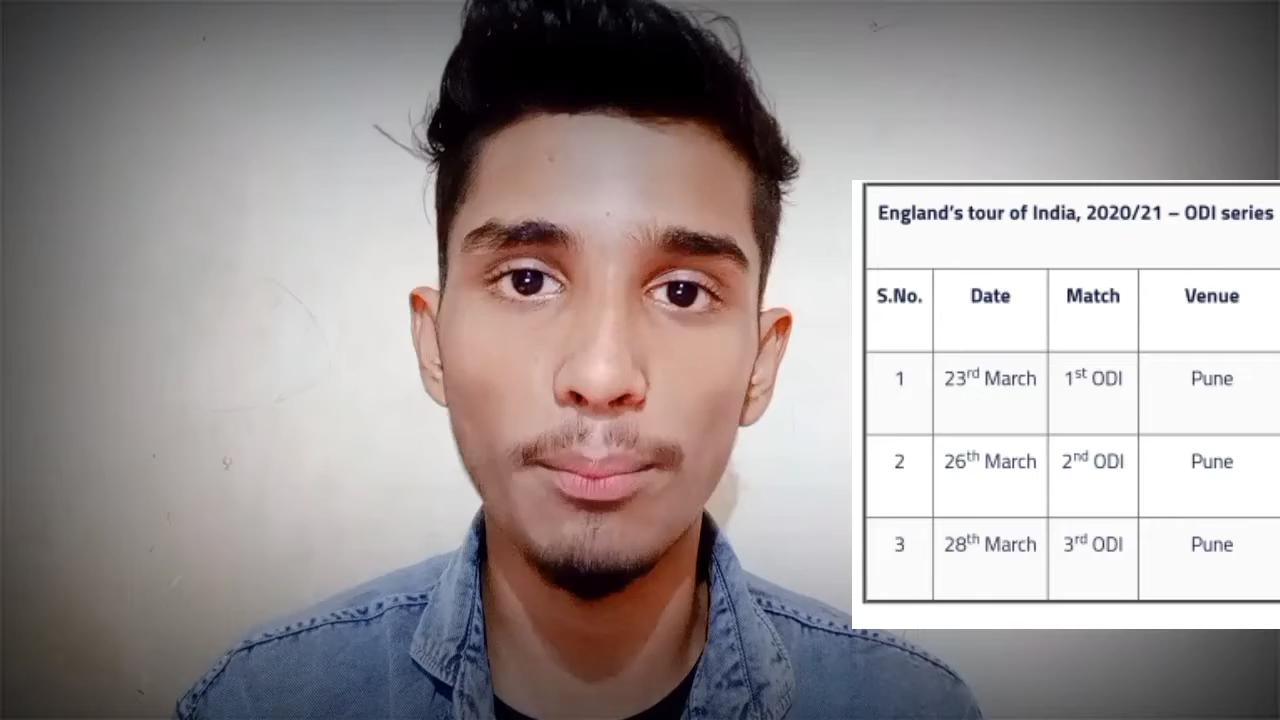 England's tour of India, 2020/21 – ODI series
S.No. Date Match Venue
1 23rd March 1st ODI Pune
2 26th March 2nd ODI Pune
3 28th March 3rd ODI Pune